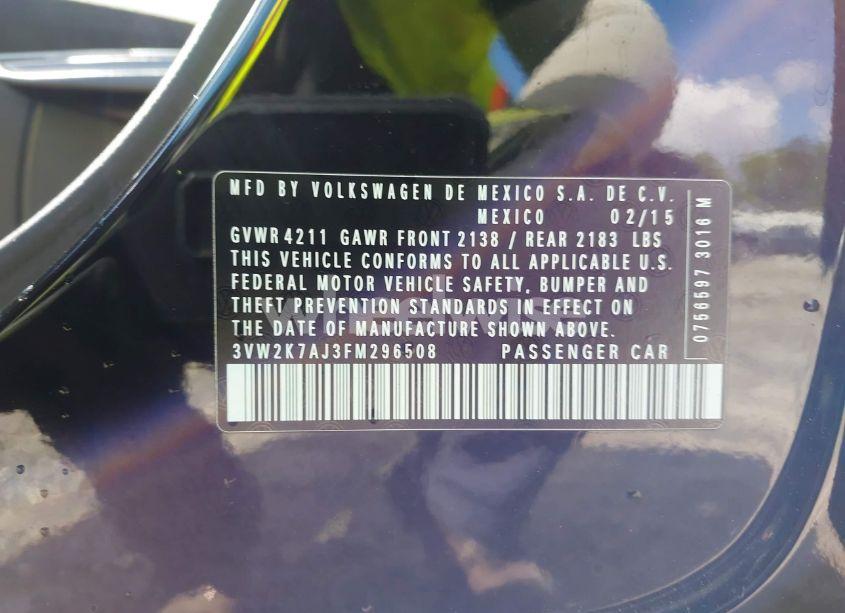 MFD BY VOLKSWAGEN DE MEXICO S.A. DE C.V.
MEXICO 02/15
GVWR 4211 GAWR FRONT 2138 / REAR 2183 LBS
THIS VEHICLE CONFORMS TO ALL APPLICABLE U.S.
FEDERAL MOTOR VEHICLE SAFETY, BUMPER AND
THEFT PREVENTION STANDARDS IN EFFECT ON
THE DATE OF MANUFACTURE SHOWN ABOVE.
3VW2K7AJ3FM296508 PASSENGER CAR
0756597 3016 M